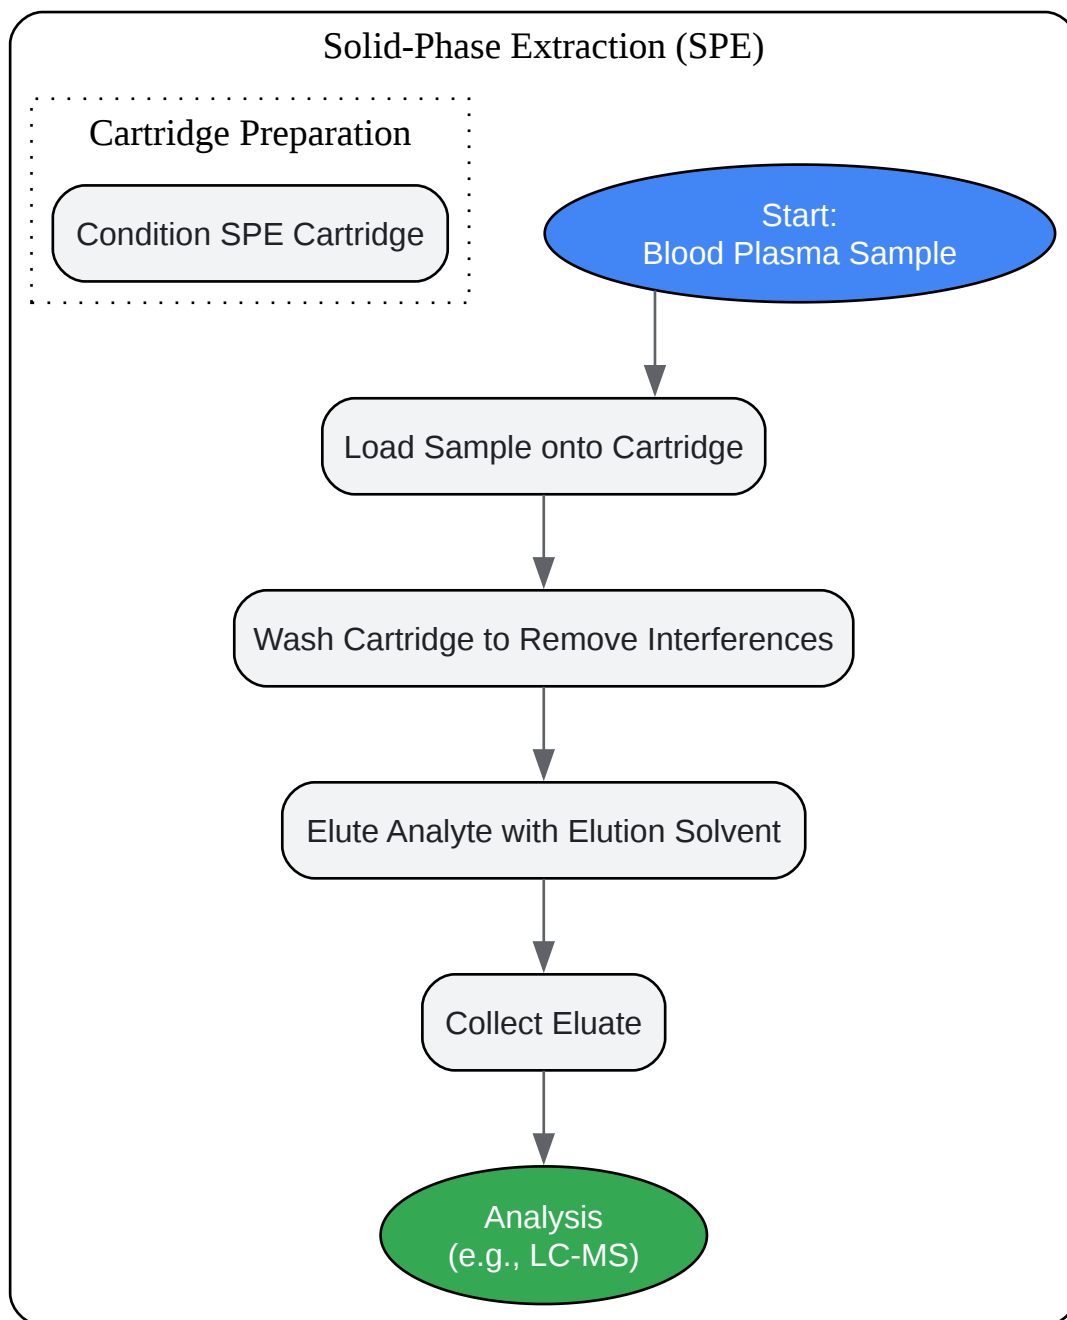 Solid-Phase Extraction (SPE)
Cartridge Preparation
Condition SPE Cartridge
Start:
Blood Plasma Sample
Load Sample onto Cartridge
Wash Cartridge to Remove Interferences
Elute Analyte with Elution Solvent
Collect Eluate
Analysis
(e.g., LC-MS)